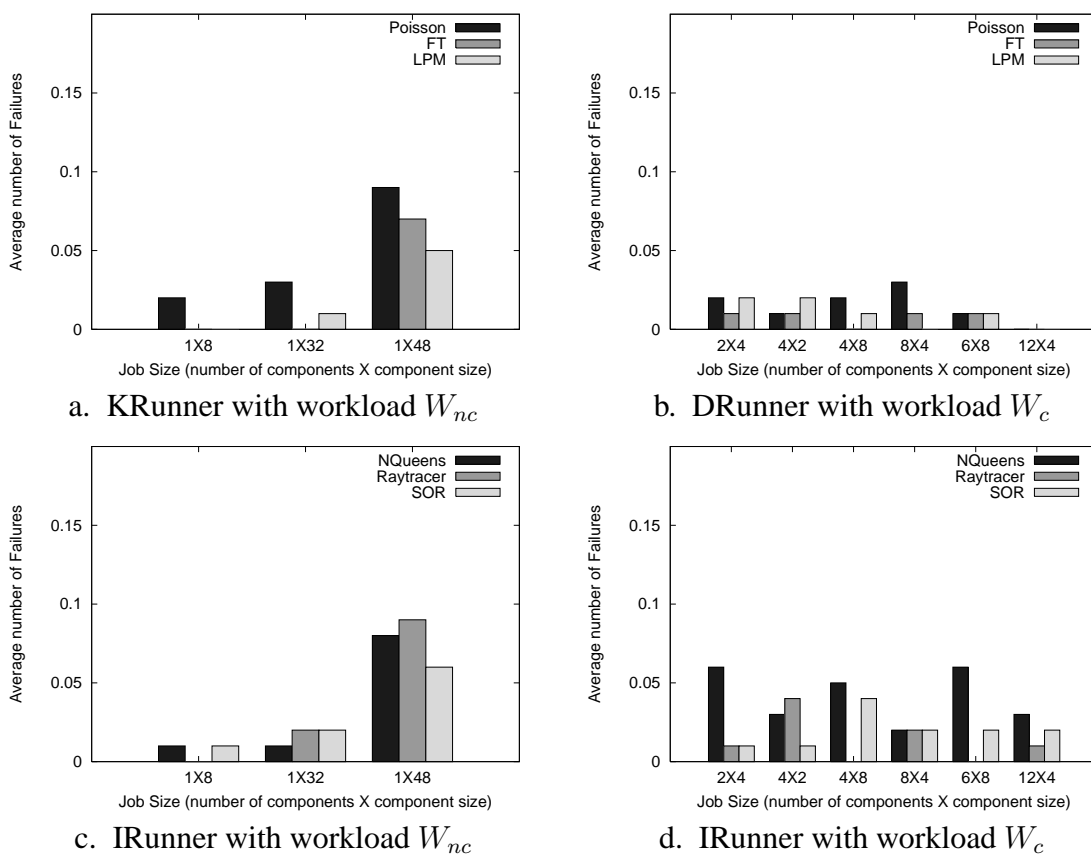 Poisson
FT
LPM
Average number of Failures
0.15
0.1
0.05
0
1X8 1X32 1X48
Job Size (number of components X component size)
a. KRunner with workload W_{nc}
Poisson
FT
LPM
Average number of Failures
0.15
0.1
0.05
0
2X4 4X2 4X8 8X4 6X8 12X4
Job Size (number of components X component size)
b. DRunner with workload W_c
NQueens
Raytracer
SOR
Average number of Failures
0.15
0.1
0.05
0
1X8 1X32 1X48
Job Size (number of components X component size)
c. IRunner with workload W_{nc}
NQueens
Raytracer
SOR
Average number of Failures
0.15
0.1
0.05
0
2X4 4X2 4X8 8X4 6X8 12X4
Job Size (number of components X component size)
d. IRunner with workload W_c